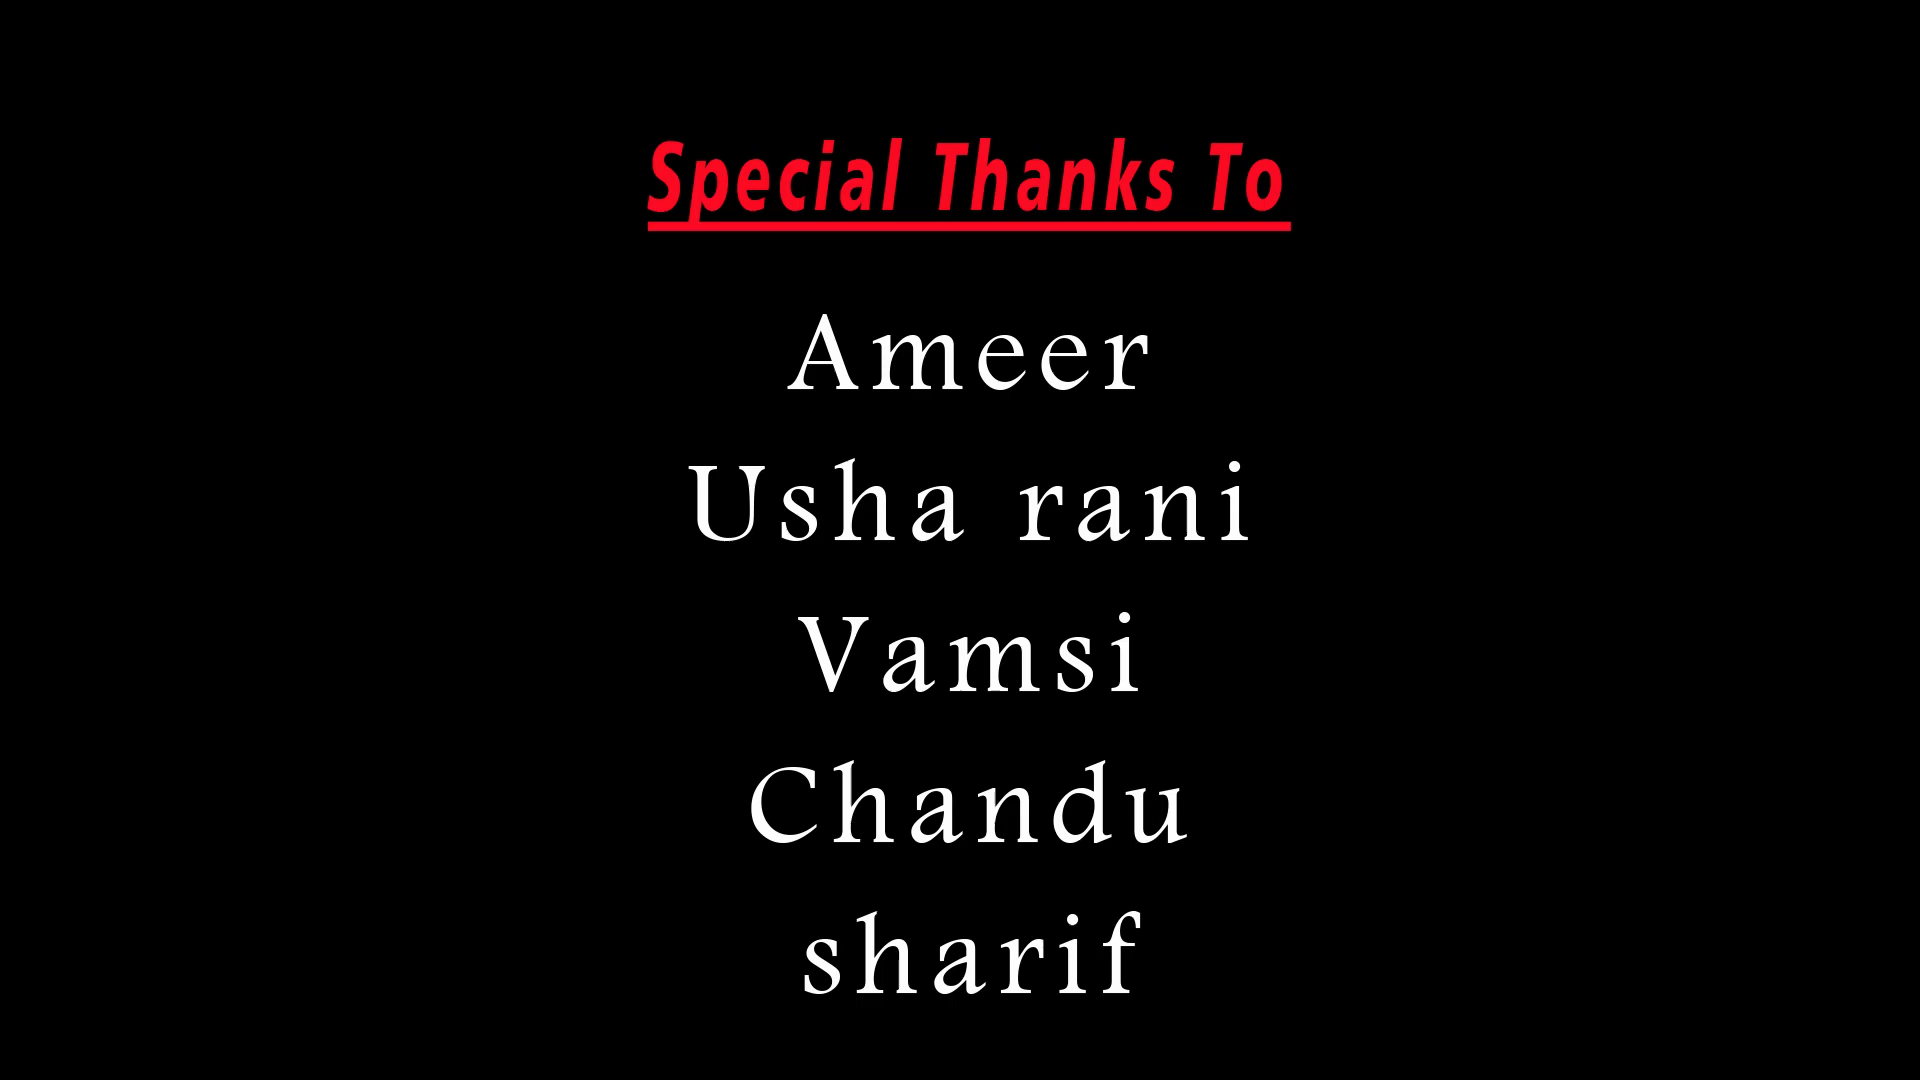 Special Thanks To
Ameer
Usha rani
Vamsi
Chandu
sharif